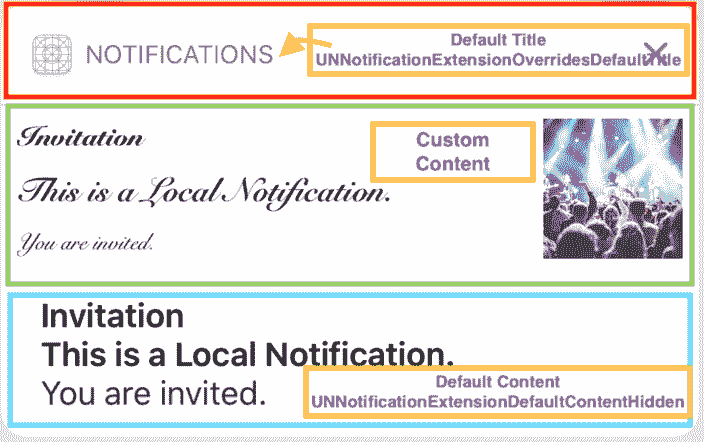 Default Title
NOTIFICATIONS
UNNotificationExtensionOverridesDefaultTitle
Invitation
Custom
Content
This is a Local Notification.
You are invited.
Invitation
This is a Local Notification.
You are invited.
Default Content
UNNotificationExtensionDefaultContentHidden